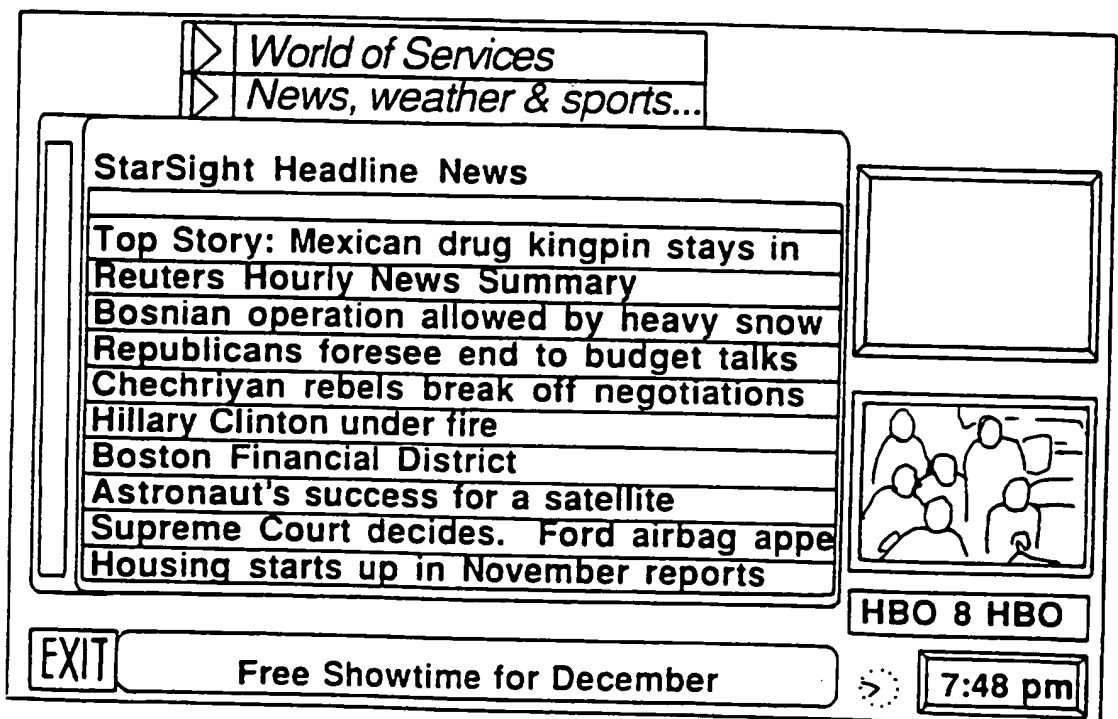 World of Services
News, weather & sports...
StarSight Headline News
Top Story: Mexican drug kingpin stays in
Reuters Hourly News Summary
Bosnian operation allowed by heavy snow
Republicans foresee end to budget talks
Chechriyan rebels break off negotiations
Hillary Clinton under fire
Boston Financial District
Astronaut's success for a satellite
Supreme Court decides. Ford airbag appe
Housing starts up in November reports
HBO 8 HBO
EXIT
Free Showtime for December
7:48 pm